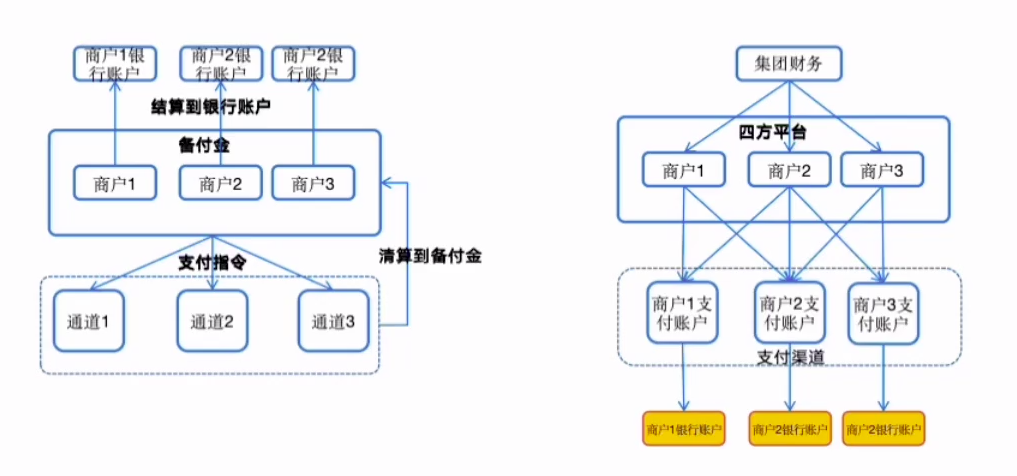 商户1银
行账户
商户2银
行账户
商户2银
行账户
结算到银行账户
备付金
商户1
商户2
商户3
支付指令
清算到备付金
通道1
通道2
通道3
集团财务
四方平台
商户1
商户2
商户3
商户1支
付账户
商户2支
付账户
商户3支
付账户
支付渠道
商户1银行账户
商户2银行账户
商户2银行账户